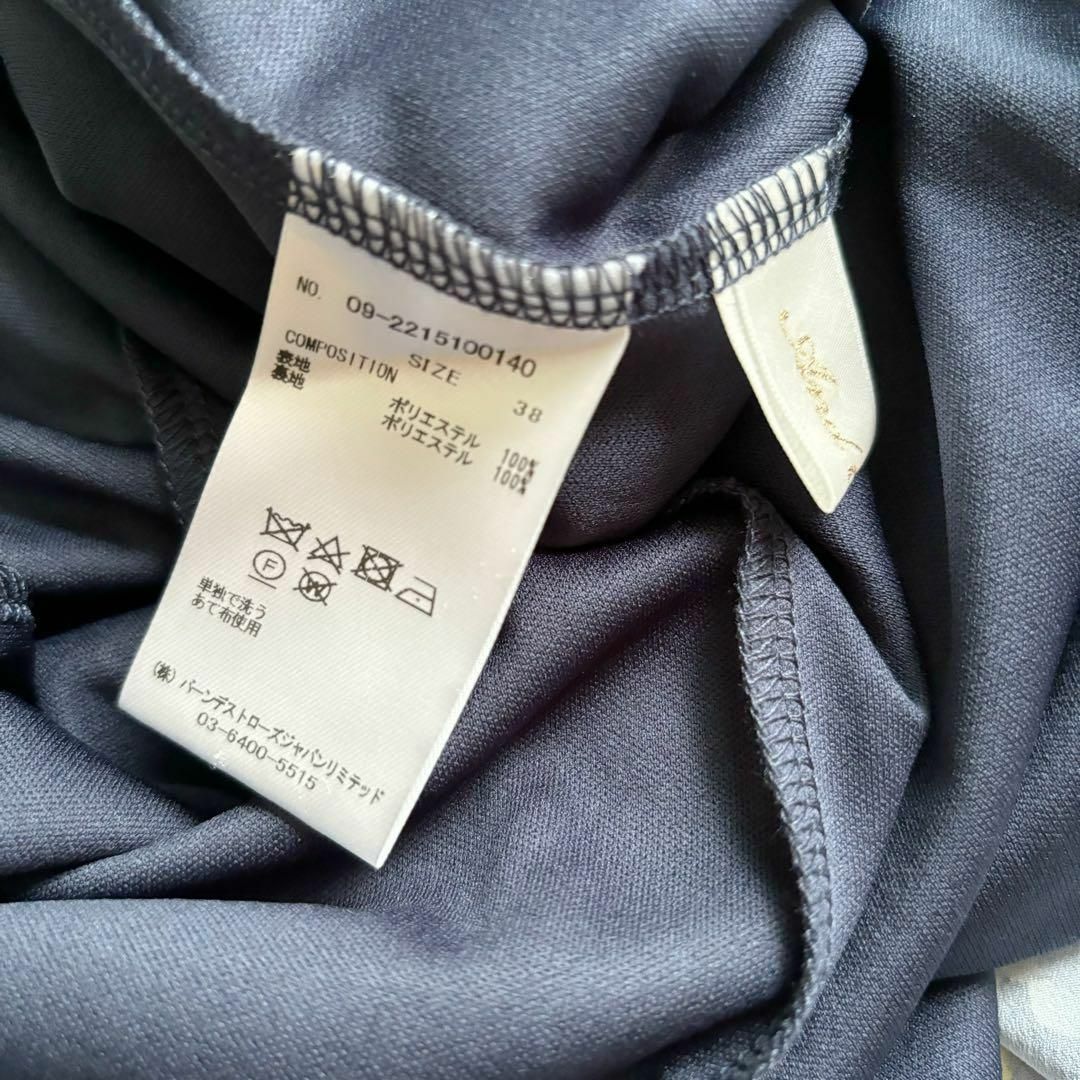 NO. 09-2215100140
SIZE 38
COMPOSITION
表地 ポリエステル 100%
裏地 ポリエステル 100%
F
W
単独で洗う
あて布使用
(株) バーンデストローズジャパンリミテッド
03-6400-5515